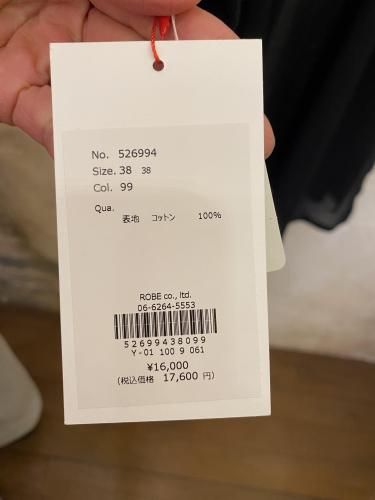 No. 526994
Size. 38 38
Col. 99
Qua.
表地 コットン 100%
ROBE co., ltd.
06-6264-5553
52699438099
Y-01 100 9 061
¥16,000
(税込価格 17,600 円)